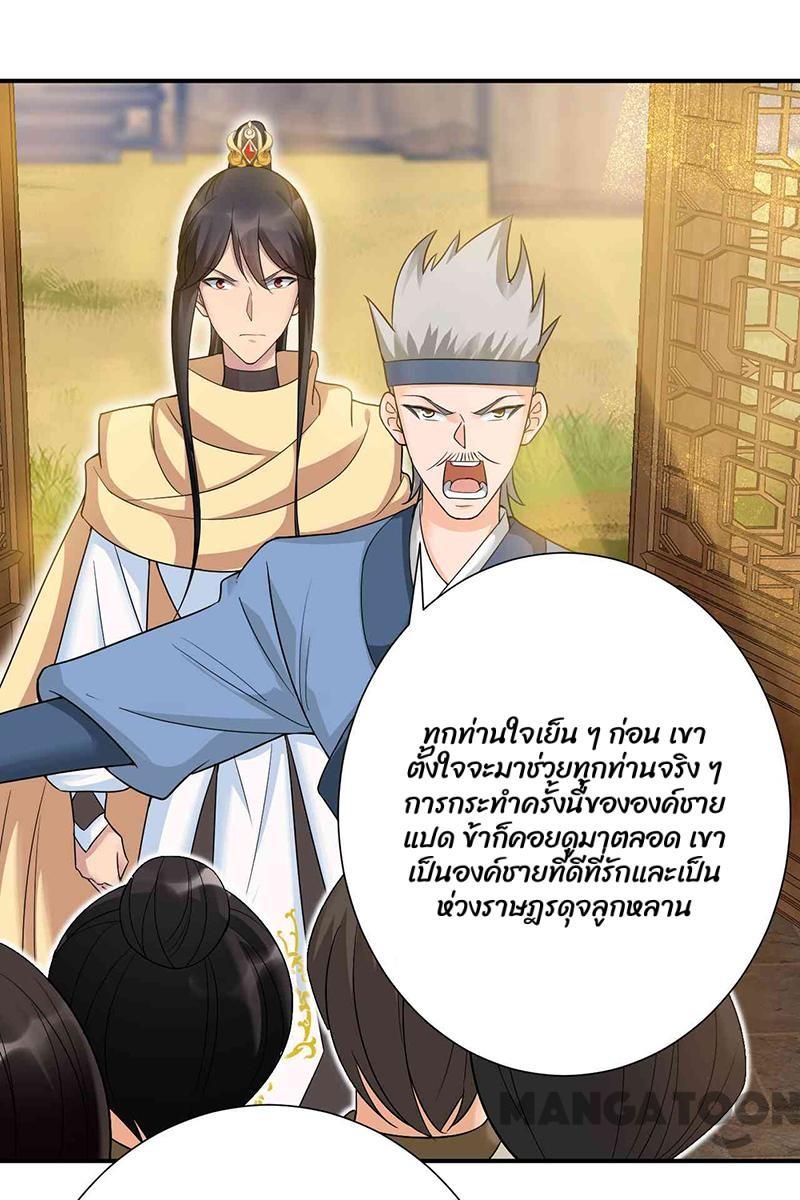 ทุกท่านใจเย็น ๆ ก่อน เขา
ตั้งใจจะมาช่วยทุกท่านจริง ๆ
การกระทำครั้งนี้ขององค์ชาย
แปด ข้าก็คอยดูมาตลอด เขา
เป็นองค์ชายที่ดีที่รักและเป็น
ห่วงราษฎรดุจลูกหลาน
MANGATOON